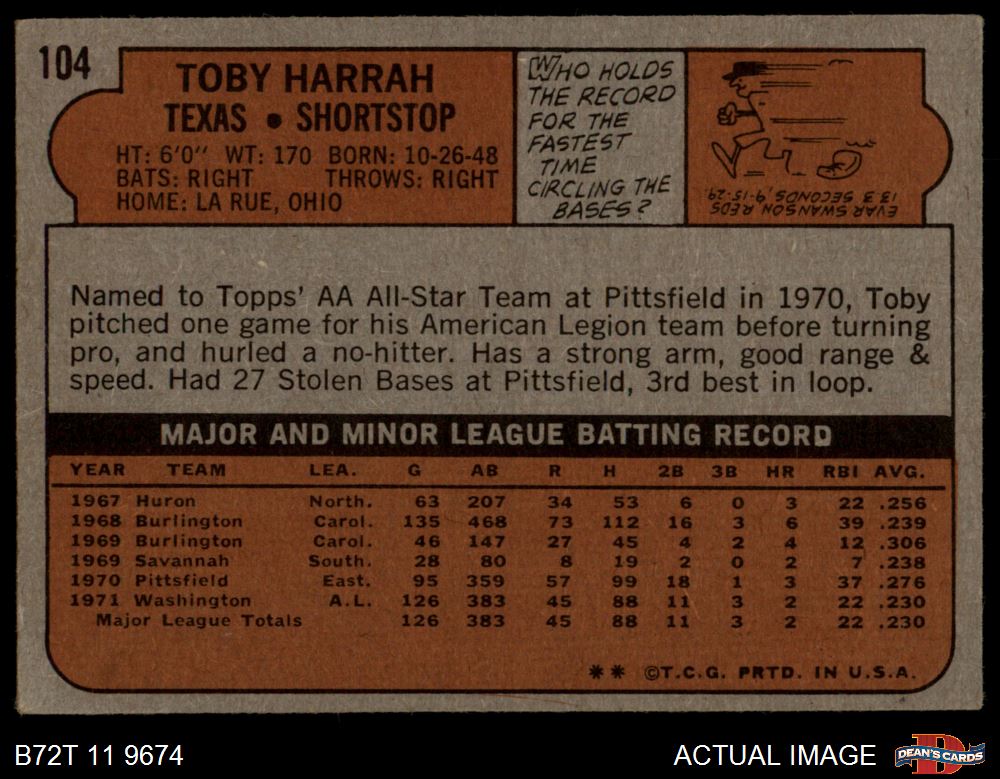 104
TOBY HARRAH
TEXAS • SHORTSTOP
HT: 6'0" WT: 170 BORN: 10-26-48
BATS: RIGHT THROWS: RIGHT
HOME: LA RUE, OHIO
WHO HOLDS
THE RECORD
FOR THE
FASTEST
TIME
CIRCLING THE
BASES?
EVAR SWANSON REDS
13.3 SECONDS 9-15-29
Named to Topps' AA All-Star Team at Pittsfield in 1970, Toby
pitched one game for his American Legion team before turning
pro, and hurled a no-hitter. Has a strong arm, good range &
speed. Had 27 Stolen Bases at Pittsfield, 3rd best in loop.
MAJOR AND MINOR LEAGUE BATTING RECORD
YEAR TEAM LEA. G AB R H 2B 3B HR RBI AVG.
1967 Huron North. 63 207 34 53 6 0 3 22 .256
1968 Burlington Carol. 135 468 73 112 16 3 6 39 .239
1969 Burlington Carol. 46 147 27 45 4 2 4 12 .306
1969 Savannah South. 28 80 8 19 2 0 2 7 .238
1970 Pittsfield East. 95 359 57 99 18 1 3 37 .276
1971 Washington A.L. 126 383 45 88 11 3 2 22 .230
Major League Totals 126 383 45 88 11 3 2 22 .230
** ©T.C.G. PRTD. IN U.S.A.
B72T 11 9674
ACTUAL IMAGE
DEAN'S CARDS